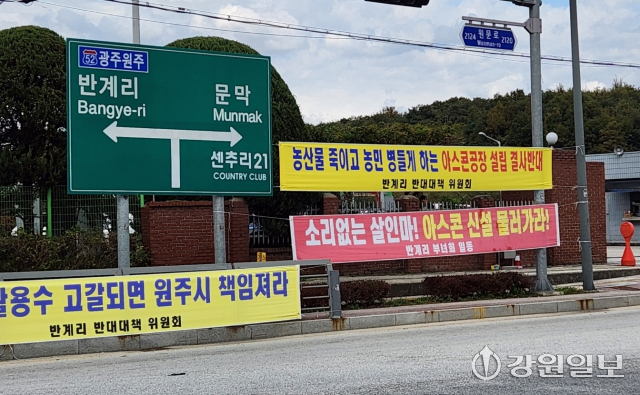 52 광주원주
반계리
Bangye-ri
문막
Munmak
센추리21
COUNTRY CLUB
원문로
2124 Wonmun-ro 2120
농산물 죽이고 농민 병들게 하는 아스콘공장 설립 결사반대
반계리 반대대책 위원회
소리없는 살인마! 아스콘 신설 물러가라!
반계리 부녀회 일동
활용수 고갈되면 원주시 책임져라
반계리 반대대책 위원회
강원일보